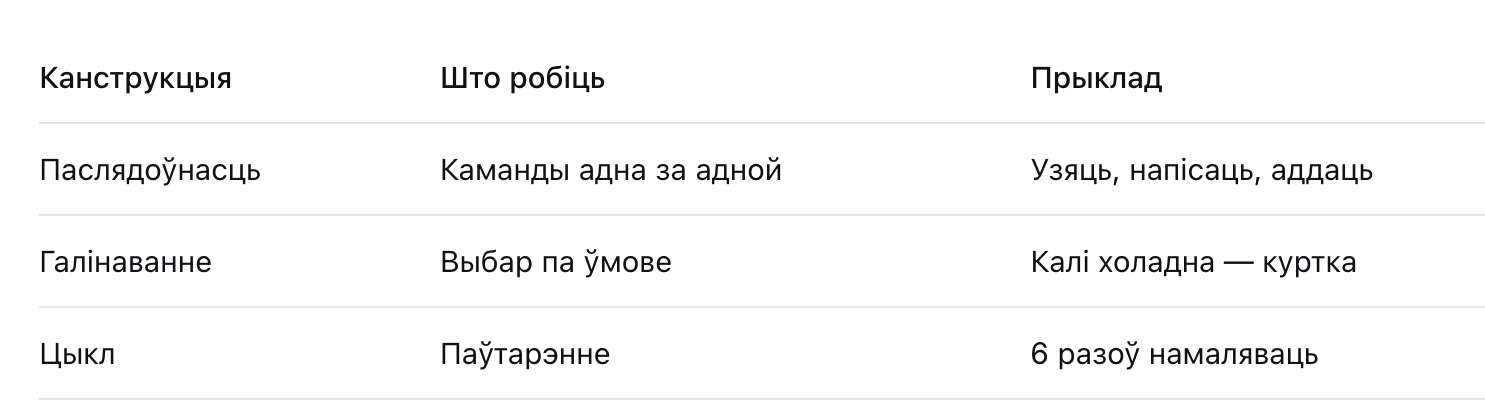 Канструкцыя Што робіць Прыклад
Паслядоўнасць Каманды адна за адной Узяць, напісаць, аддаць
Галінаванне Выбар па ўмове Калі холадна — куртка
Цыкл Паўтарэнне 6 разоў намаляваць